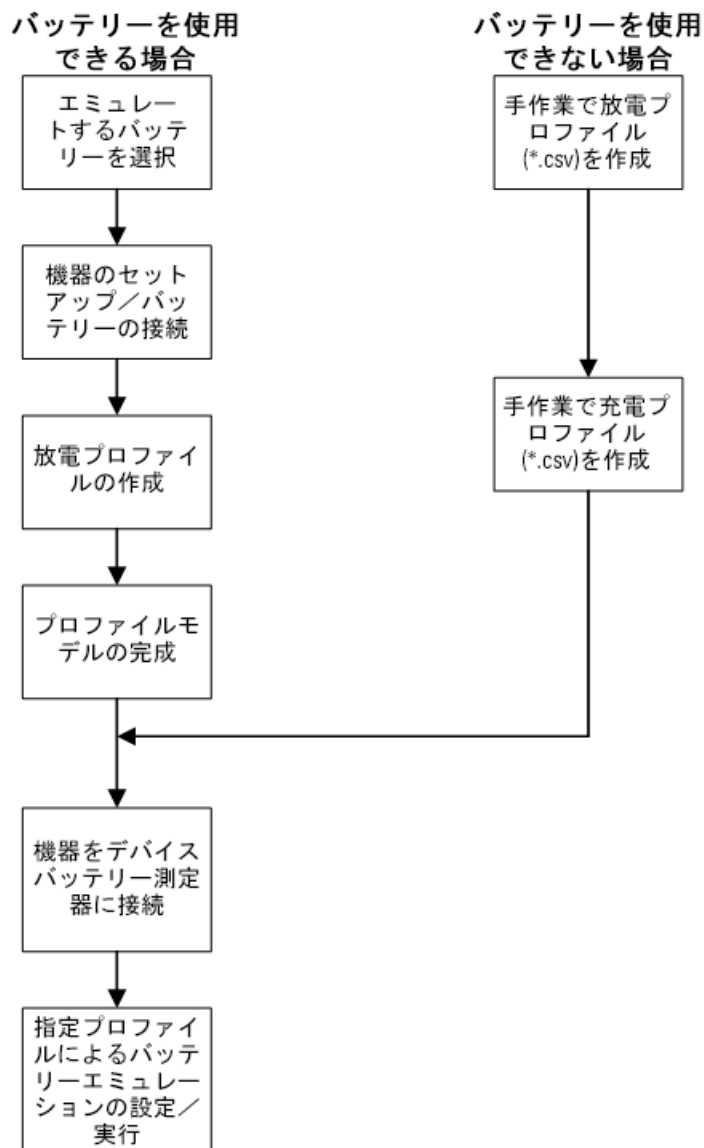 バッテリーを使用
できる場合
エミュレー
トするバッテ
リーを選択
機器のセット
アップ／バッ
テリーの接続
放電プロファイ
ルの作成
プロファイルモ
デルの完成
バッテリーを使用
できない場合
手作業で放電プ
ロファイル
(*.csv)を作成
手作業で充電プ
ロファイル
(*.csv)を作成
機器をデバイス
バッテリー測定
器に接続
指定プロファイ
ルによるバッテ
リーエミュレー
ションの設定／
実行